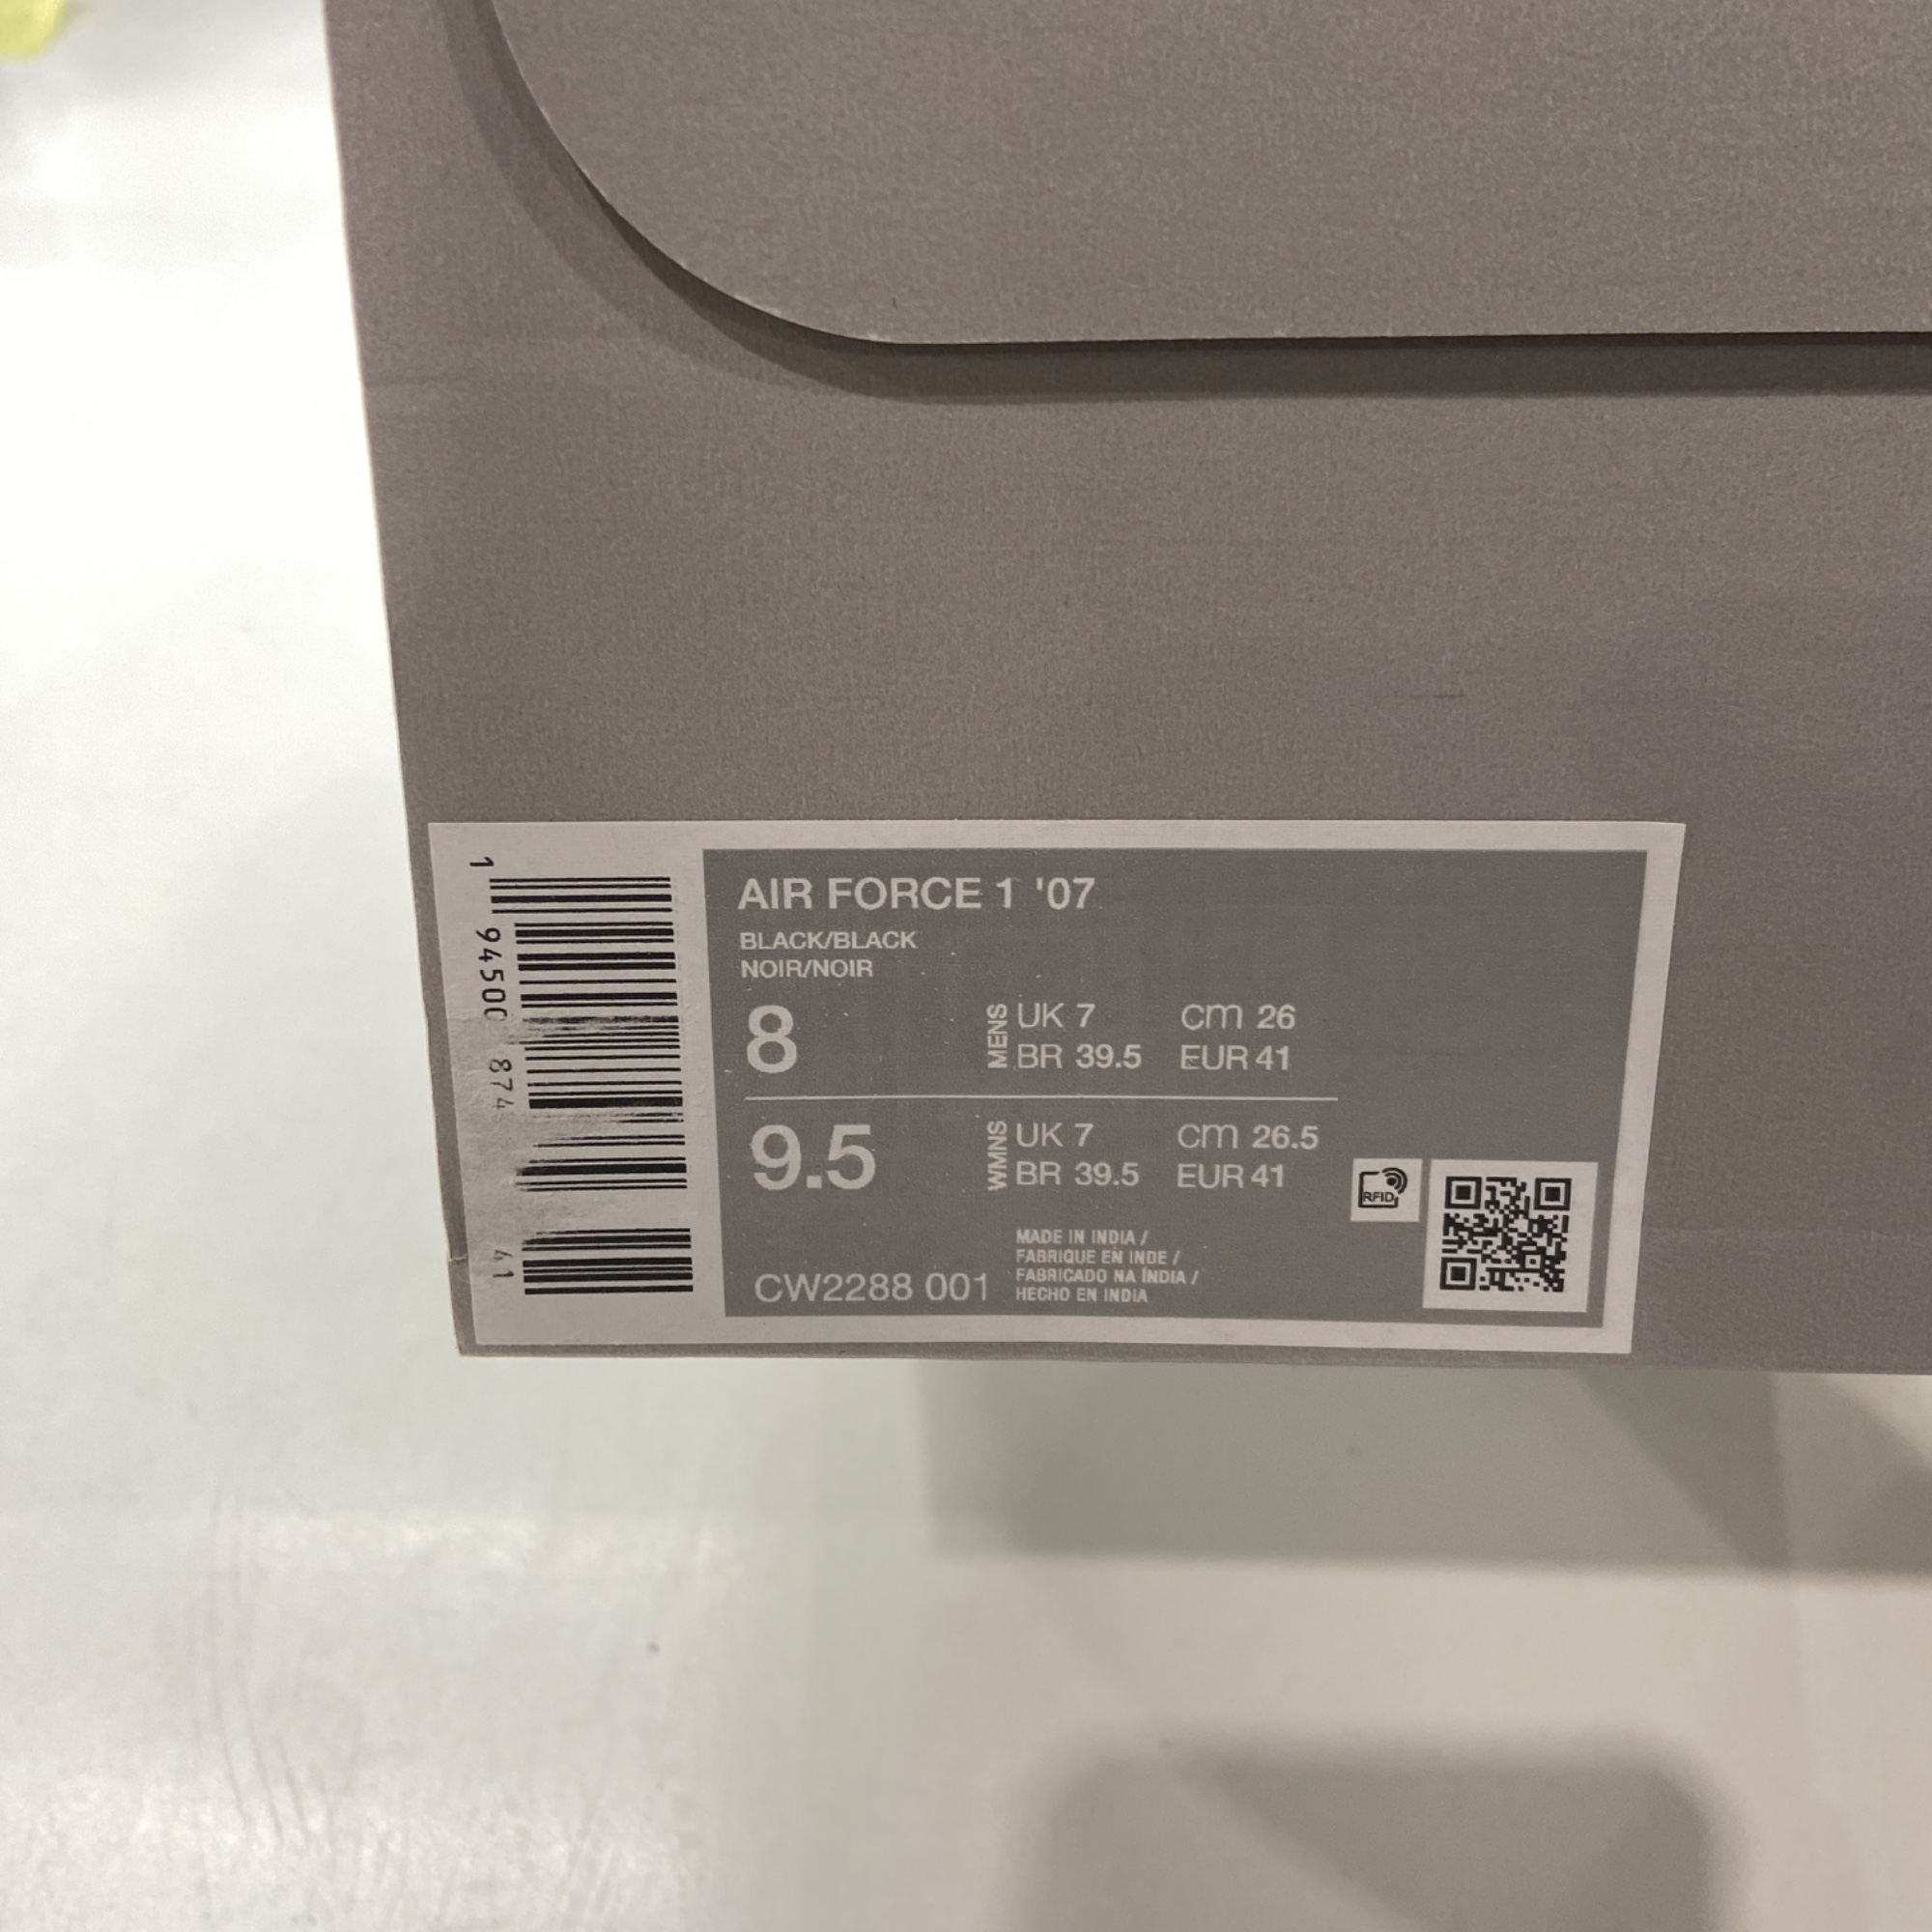 AIR FORCE 1 '07
BLACK/BLACK
NOIR/NOIR
8
MENS
UK 7 cm 26
BR 39.5 EUR 41
9.5
WMNS
UK 7 cm 26.5
BR 39.5 EUR 41
CW2288 001
MADE IN INDIA /
FABRIQUE EN INDE /
FABRICADO NA ÍNDIA /
HECHO EN INDIA
RFID
1 94500 874
41